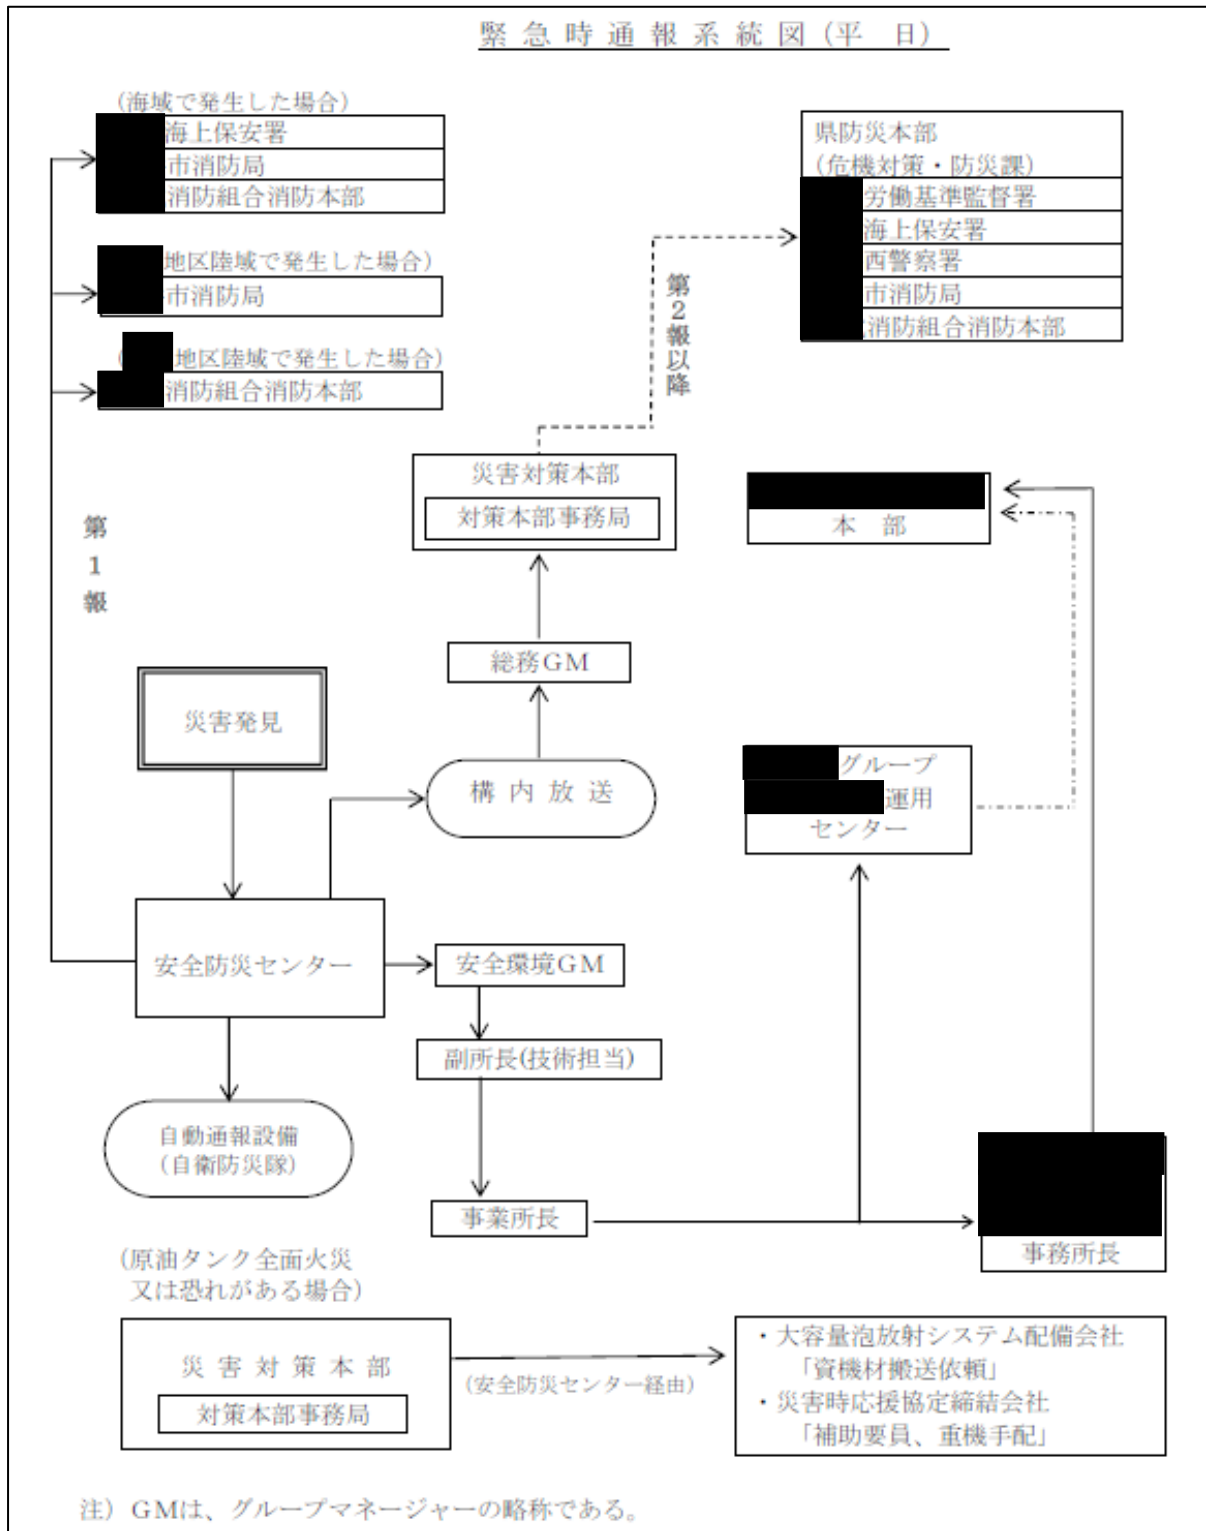 緊急時通報系統図(平 日)
(海域で発生した場合)
海上保安署
市消防局
消防組合消防本部
地区陸域で発生した場合)
市消防局
(
地区陸域で発生した場合)
消防組合消防本部
第1報
県防災本部
(危機対策・防災課)
労働基準監督署
海上保安署
西警察署
市消防局
消防組合消防本部
第2報以降
災害対策本部
対策本部事務局
本 部
総務GM
災害発見
構内放送
グループ
運用
センター
安全防災センター
安全環境GM
副所長(技術担当)
自動通報設備
(自衛防災隊)
事業所長
事務所長
(原油タンク全面火災
又は恐れがある場合)
災害対策本部
対策本部事務局
(安全防災センター経由)
・大容量泡放射システム配備会社
「資機材搬送依頼」
・災害時応援協定締結会社
「補助要員、重機手配」
注) GMは、グループマネージャーの略称である。